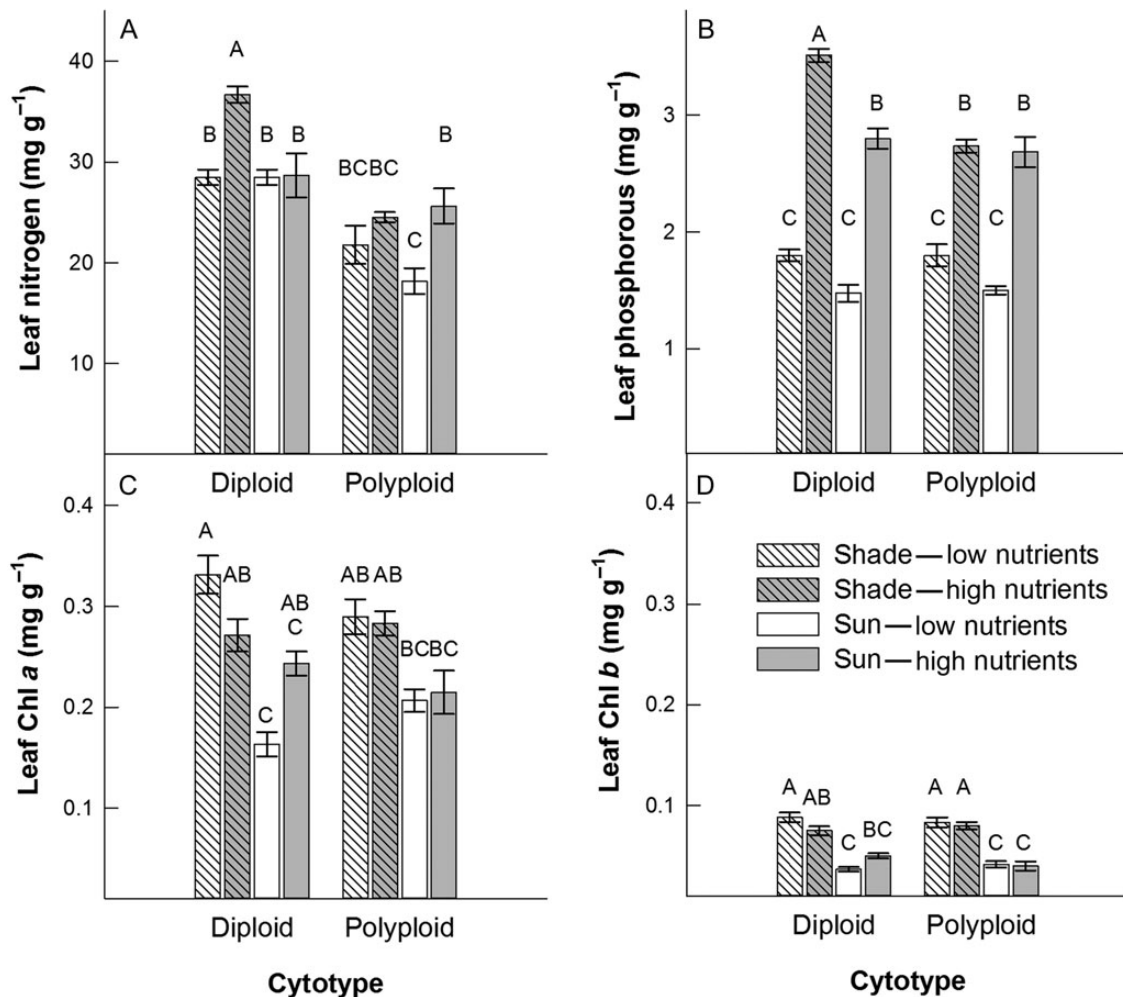 A
Leaf nitrogen (mg g⁻¹)
40
30
20
10
B
A
B
B
BCBC
C
B
Diploid
Polyploid
B
Leaf phosphorous (mg g⁻¹)
3
2
1
C
A
C
B
C
B
C
B
Diploid
Polyploid
C
Leaf Chl a (mg g⁻¹)
0.4
0.3
0.2
0.1
A
AB
C
AB
C
AB
AB
BCBC
Diploid
Polyploid
Cytotype
D
Leaf Chl b (mg g⁻¹)
0.4
0.3
0.2
0.1
Shade—low nutrients
Shade—high nutrients
Sun—low nutrients
Sun—high nutrients
A
AB
C
BC
A
A
C
C
Diploid
Polyploid
Cytotype